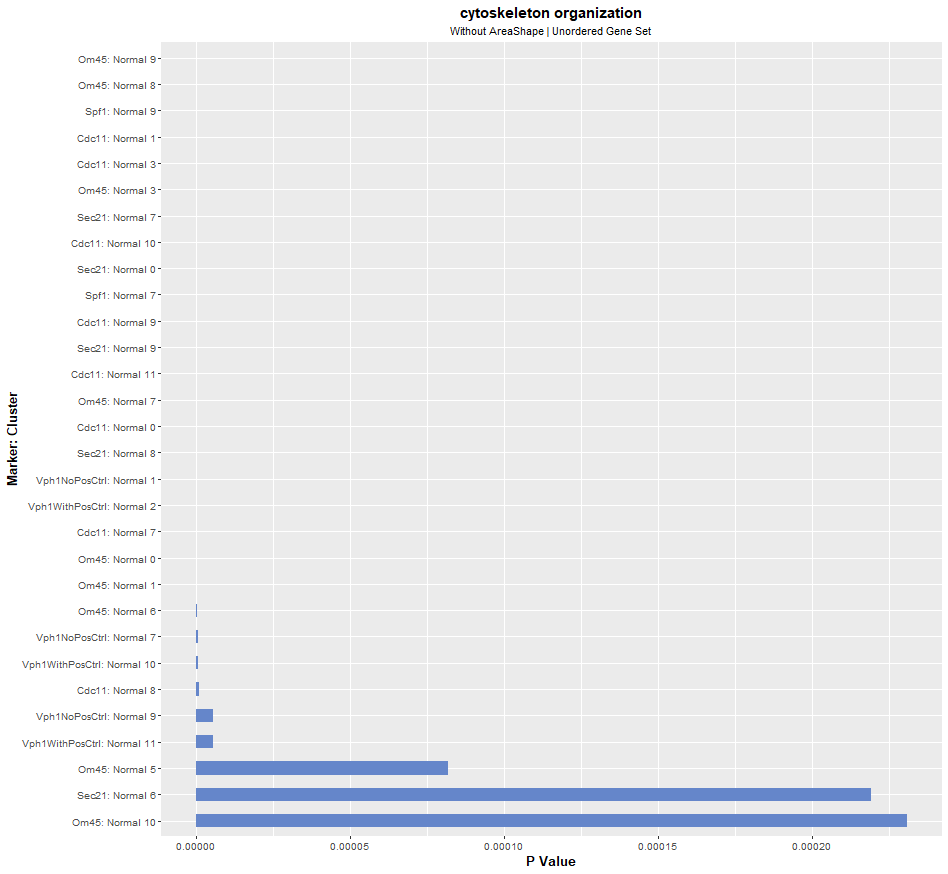 cytoskeleton organization
Without AreaShape | Unordered Gene Set
Marker: Cluster
Om45: Normal 9
Om45: Normal 8
Spf1: Normal 9
Cdc11: Normal 1
Cdc11: Normal 3
Om45: Normal 3
Sec21: Normal 7
Cdc11: Normal 10
Sec21: Normal 0
Spf1: Normal 7
Cdc11: Normal 9
Sec21: Normal 9
Cdc11: Normal 11
Om45: Normal 7
Cdc11: Normal 0
Sec21: Normal 8
Vph1NoPosCtrl: Normal 1
Vph1WithPosCtrl: Normal 2
Cdc11: Normal 7
Om45: Normal 0
Om45: Normal 1
Om45: Normal 6
Vph1NoPosCtrl: Normal 7
Vph1WithPosCtrl: Normal 10
Cdc11: Normal 8
Vph1NoPosCtrl: Normal 9
Vph1WithPosCtrl: Normal 11
Om45: Normal 5
Sec21: Normal 6
Om45: Normal 10
0.00000 0.00005 0.00010 0.00015 0.00020
P Value